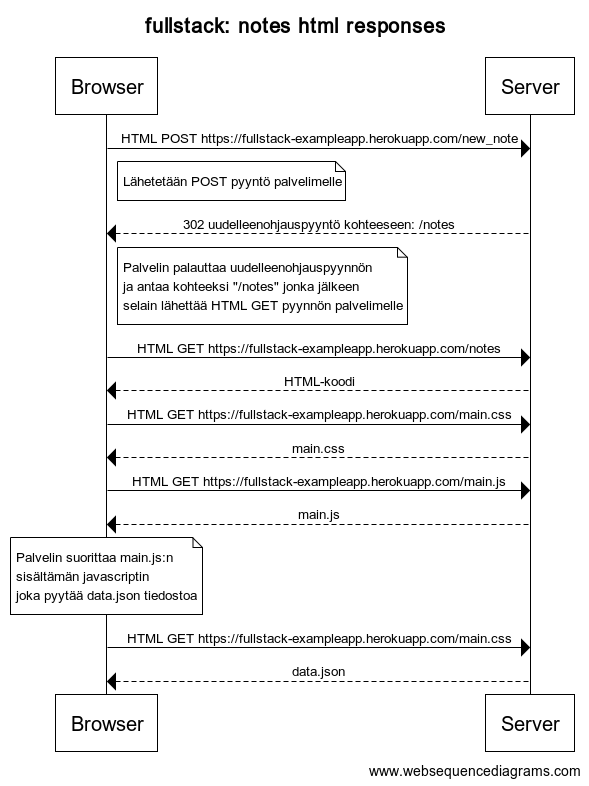 fullstack: notes html responses
Browser
Server
HTML POST https://fullstack-exampleapp.herokuapp.com/new_note
Lähetetään POST pyyntö palvelimelle
302 uudelleenohjauspyyntö kohteeseen: /notes
Palvelin palauttaa uudelleenohjauspyynnön
ja antaa kohteeksi "/notes" jonka jälkeen
selain lähettää HTML GET pyynnön palvelimelle
HTML GET https://fullstack-exampleapp.herokuapp.com/notes
HTML-koodi
HTML GET https://fullstack-exampleapp.herokuapp.com/main.css
main.css
HTML GET https://fullstack-exampleapp.herokuapp.com/main.js
main.js
Palvelin suorittaa main.js:n
sisältämän javascriptin
joka pyytää data.json tiedostoa
HTML GET https://fullstack-exampleapp.herokuapp.com/main.css
data.json
Browser
Server
www.websequencediagrams.com